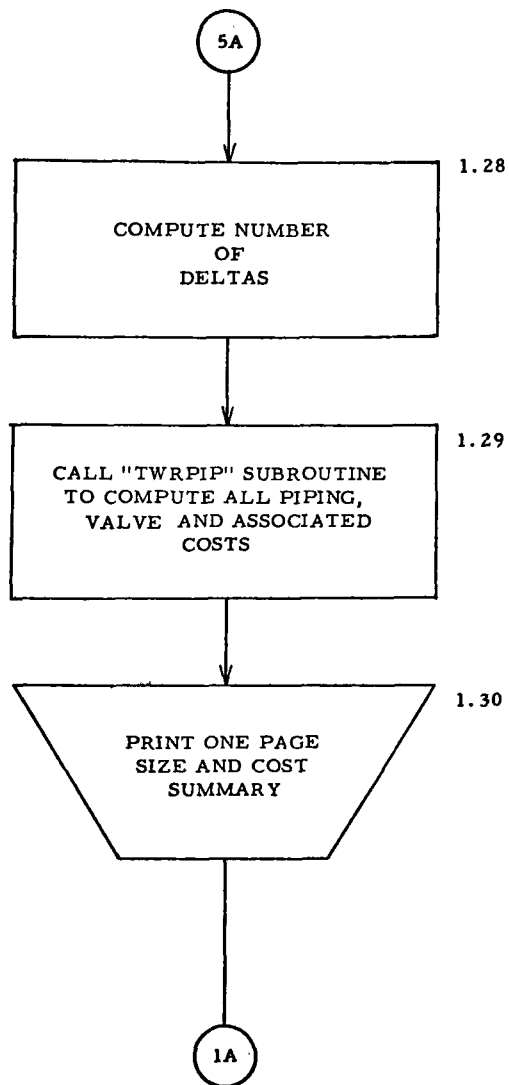 5A
1.28
COMPUTE NUMBER
OF
DELTAS
1.29
CALL "TWRPIP" SUBROUTINE
TO COMPUTE ALL PIPING,
VALVE AND ASSOCIATED
COSTS
1.30
PRINT ONE PAGE
SIZE AND COST
SUMMARY
1A